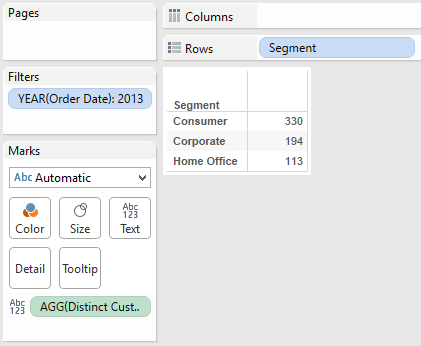 Pages
Columns
Rows
Segment
Filters
YEAR(Order Date): 2013
Marks
Abc Automatic
Color
Size
Abc
123
Text
Detail
Tooltip
Abc
123
AGG(Distinct Cust..
Segment
Consumer 330
Corporate 194
Home Office 113